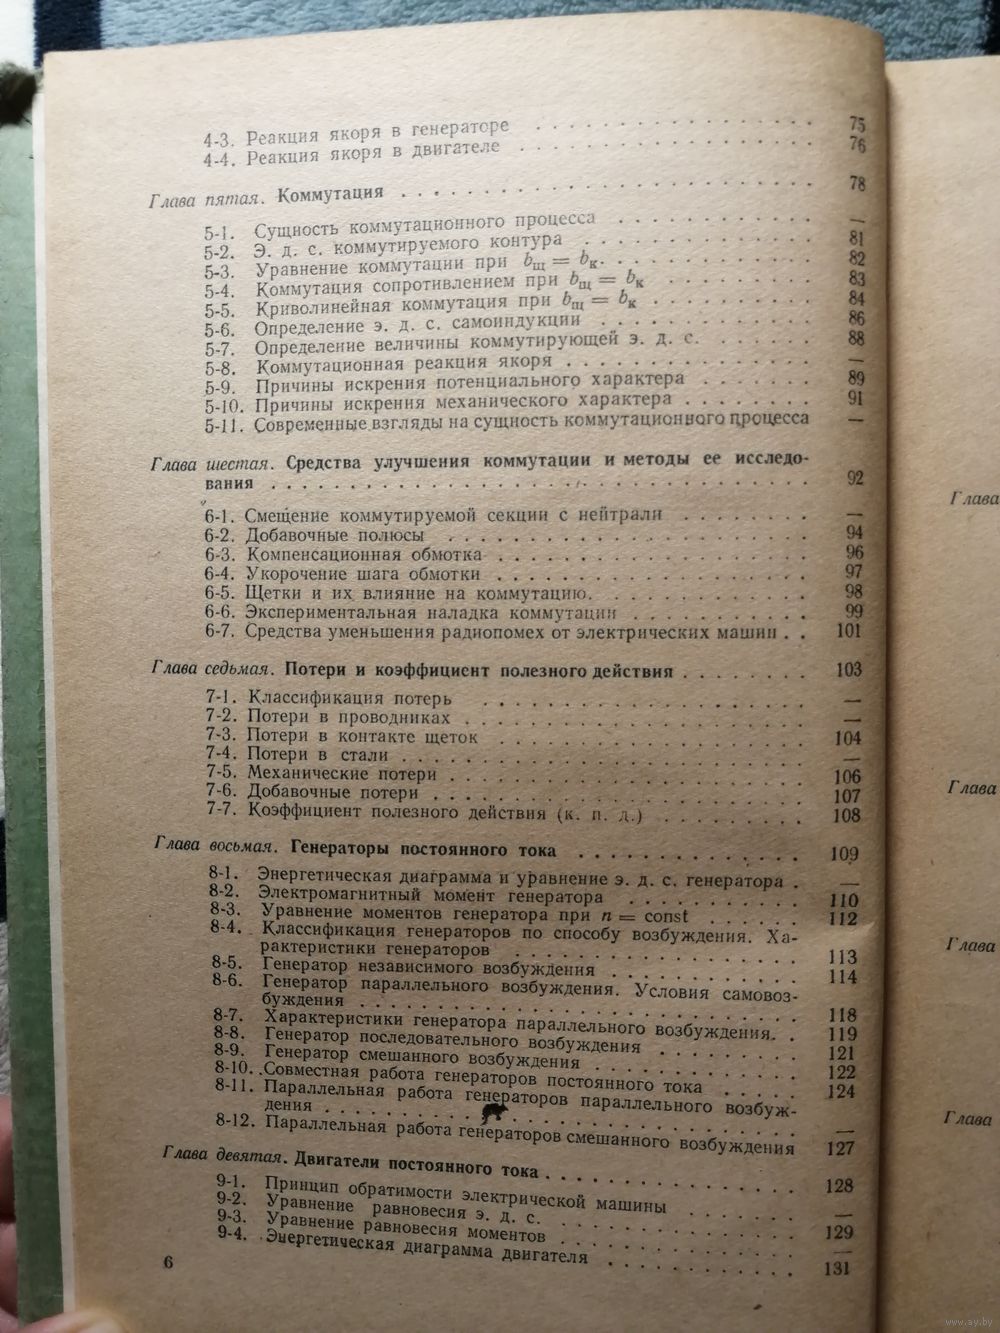 4-3. Реакция якоря в генераторе . . . . . . . . . . . . . . 75
4-4. Реакция якоря в двигателе . . . . . . . . . . . . . . 76
Глава пятая. Коммутация . . . . . . . . . . . . . . . . 78
5-1. Сущность коммутационного процесса . . . . . . . . . . —
5-2. Э. д. с. коммутируемого контура . . . . . . . . . . . 81
5-3. Уравнение коммутации при bщ = bк . . . . . . . . . . 82
5-4. Коммутация сопротивлением при bщ = bк . . . . . . . . 83
5-5. Криволинейная коммутация при bщ = bк . . . . . . . . 84
5-6. Определение э. д. с. самоиндукции . . . . . . . . . . 86
5-7. Определение величины коммутирующей э. д. с. . . . . . 88
5-8. Коммутационная реакция якоря . . . . . . . . . . . . —
5-9. Причины искрения потенциального характера . . . . . . 89
5-10. Причины искрения механического характера . . . . . . 91
5-11. Современные взгляды на сущность коммутационного процесса —
Глава шестая. Средства улучшения коммутации и методы ее исследо-
вания . . . . . . . . . . . . . . . . . . . . . 92
6-1. Смещение коммутируемой секции с нейтрали . . . . . . —
6-2. Добавочные полюсы . . . . . . . . . . . . . . . . 94
6-3. Компенсационная обмотка . . . . . . . . . . . . . . 96
6-4. Укорочение шага обмотки . . . . . . . . . . . . . . 97
6-5. Щетки и их влияние на коммутацию. . . . . . . . . . 98
6-6. Экспериментальная наладка коммутации . . . . . . . . 99
6-7. Средства уменьшения радиопомех от электрических машин . . 101
Глава седьмая. Потери и коэффициент полезного действия . . . . . . . 103
7-1. Классификация потерь . . . . . . . . . . . . . . . —
7-2. Потери в проводниках . . . . . . . . . . . . . . . —
7-3. Потери в контакте щеток . . . . . . . . . . . . . . 104
7-4. Потери в стали . . . . . . . . . . . . . . . . . . —
7-5. Механические потери . . . . . . . . . . . . . . . . 106
7-6. Добавочные потери . . . . . . . . . . . . . . . . . 107
7-7. Коэффициент полезного действия (к. п. д.) . . . . . . . 108
Глава восьмая. Генераторы постоянного тока . . . . . . . . . . . 109
8-1. Энергетическая диаграмма и уравнение э. д. с. генератора . —
8-2. Электромагнитный момент генератора . . . . . . . . . 110
8-3. Уравнение моментов генератора при n = const . . . . . . 112
8-4. Классификация генераторов по способу возбуждения. Ха-
рактеристики генераторов . . . . . . . . . . . . . . 113
8-5. Генератор независимого возбуждения . . . . . . . . . 114
8-6. Генератор параллельного возбуждения. Условия самовоз-
буждения . . . . . . . . . . . . . . . . . . . . 118
8-7. Характеристики генератора параллельного возбуждения. . 119
8-8. Генератор последовательного возбуждения . . . . . . . 121
8-9. Генератор смешанного возбуждения . . . . . . . . . . 122
8-10. Совместная работа генераторов постоянного тока . . . . . 124
8-11. Параллельная работа генераторов параллельного возбуж-
дения . . . . . . . . . . . . . . . . . . . . . —
8-12. Параллельная работа генераторов смешанного возбуждения 127
Глава девятая. Двигатели постоянного тока . . . . . . . . . . . . 128
9-1. Принцип обратимости электрической машины . . . . . . —
9-2. Уравнение равновесия э. д. с. . . . . . . . . . . . . 129
9-3. Уравнение равновесия моментов . . . . . . . . . . . —
9-4. Энергетическая диаграмма двигателя . . . . . . . . . 131
6
Глава
Глава
Глава
Глава
www.ay.by